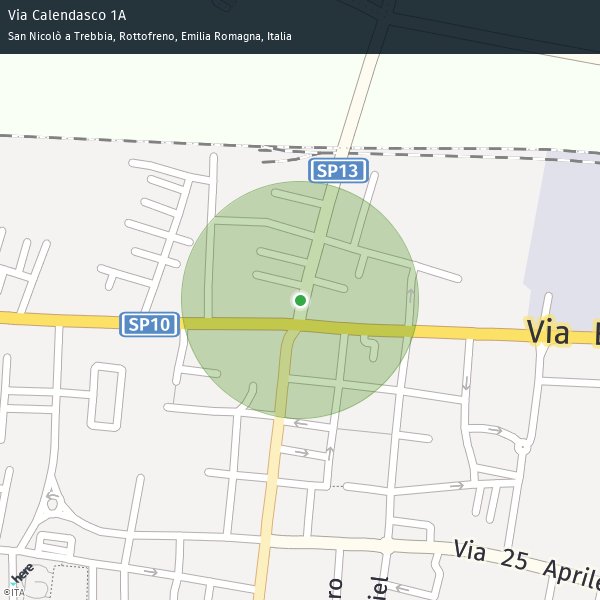 Via Calendasco 1A
San Nicolò a Trebbia, Rottofreno, Emilia Romagna, Italia
SP13
SP10
Via
Via 25 Aprile
ro
iel
here
©ITA